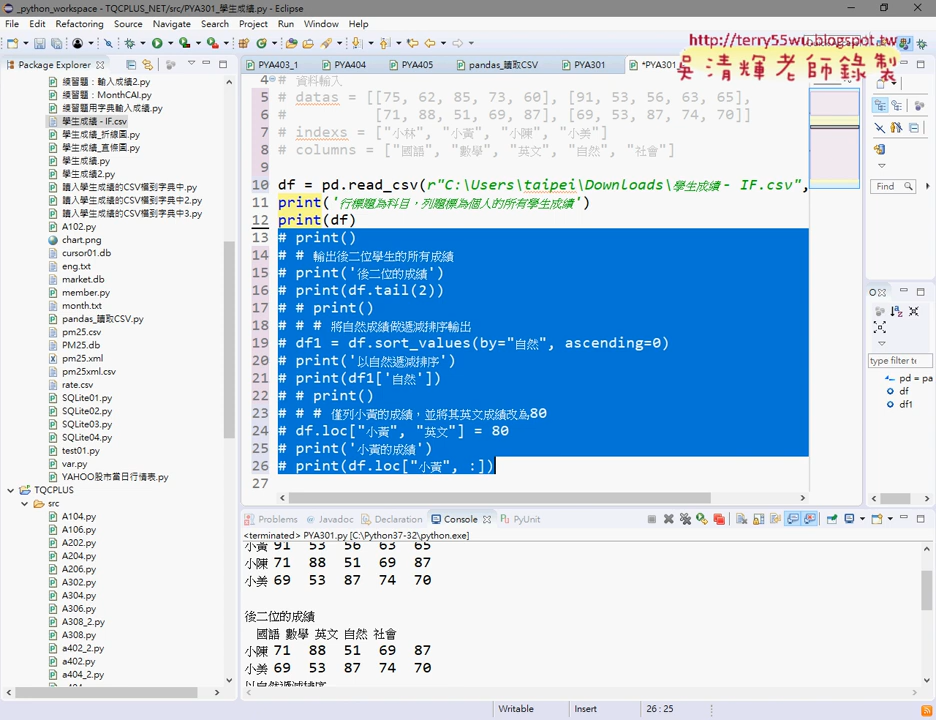 _python_workspace - TQCPLUS_NET/src/PYA301_學生成績.py - Eclipse
File Edit Refactoring Source Navigate Search Project Run Window Help
http://terry55wu.blogspot.tw
吳清輝老師錄製
Package Explorer
PYA403_1 PYA404 PYA405 pandas_讀取CSV PYA301 *PYA301_
練習題：輸入成績2.py
練習題：MonthCAl.py
練習題用字典輸入成績.py
學生成績 - IF.csv
學生成績_折線圖.py
學生成績_直條圖.py
學生成績.py
學生成績2.py
讀入學生成績的CSV檔到字典中.py
讀入學生成績的CSV檔到字典中2.py
讀入學生成績的CSV檔到字典中3.py
A102.py
chart.png
cursor01.db
eng.txt
market.db
member.py
month.txt
pandas_讀取CSV.py
pm25.csv
PM25.db
pm25.xml
pm25xml.csv
rate.csv
SQLite01.py
SQLite02.py
SQLite03.py
SQLite04.py
test01.py
var.py
YAHOO股市當日行情表.py
TQCPLUS
src
A104.py
A106.py
A202.py
A204.py
A206.py
A302.py
A304.py
A306.py
A308_2.py
A308.py
a402_2.py
a402.py
a404_2.py
4 # 資料輸入
5 # datas = [[75, 62, 85, 73, 60], [91, 53, 56, 63, 65],
6 # [71, 88, 51, 69, 87], [69, 53, 87, 74, 70]]
7 # indexs = ["小林", "小黃", "小陳", "小美"]
8 # columns = ["國語", "數學", "英文", "自然", "社會"]
9
10 df = pd.read_csv(r"C:\Users\taipei\Downloads\學生成績 - IF.csv",
11 print('行標題為科目，列題標為個人的所有學生成績')
12 print(df)
13 # print()
14 # # 輸出後二位學生的所有成績
15 # print('後二位的成績')
16 # print(df.tail(2))
17 # # print()
18 # # # 將自然成績做遞減排序輸出
19 # df1 = df.sort_values(by="自然", ascending=0)
20 # print('以自然遞減排序')
21 # print(df1['自然'])
22 # # print()
23 # # # 僅列小黃的成績，並將其英文成績改為80
24 # df.loc["小黃", "英文"] = 80
25 # print('小黃的成績')
26 # print(df.loc["小黃", :])
27
Find
type filter te
pd = pa
df
df1
Problems Javadoc Declaration Console PyUnit
<terminated> PYA301.py [C:\Python37-32\python.exe]
小黃 91 53 56 63 65
小陳 71 88 51 69 87
小美 69 53 87 74 70
後二位的成績
國語 數學 英文 自然 社會
小陳 71 88 51 69 87
小美 69 53 87 74 70
以自然遞減排序
Writable Insert 26 : 25